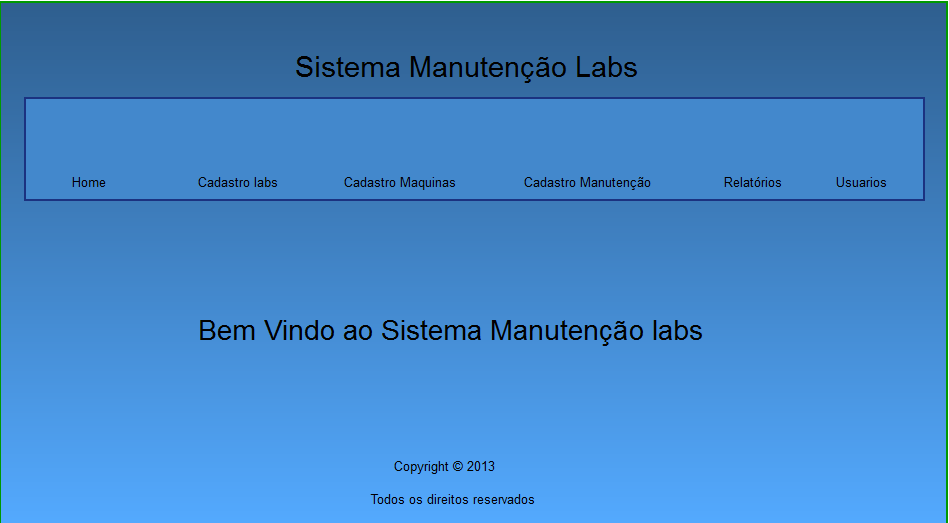 Sistema Manutenção Labs
Home Cadastro labs Cadastro Maquinas Cadastro Manutenção Relatórios Usuarios
Bem Vindo ao Sistema Manutenção labs
Copyright © 2013
Todos os direitos reservados